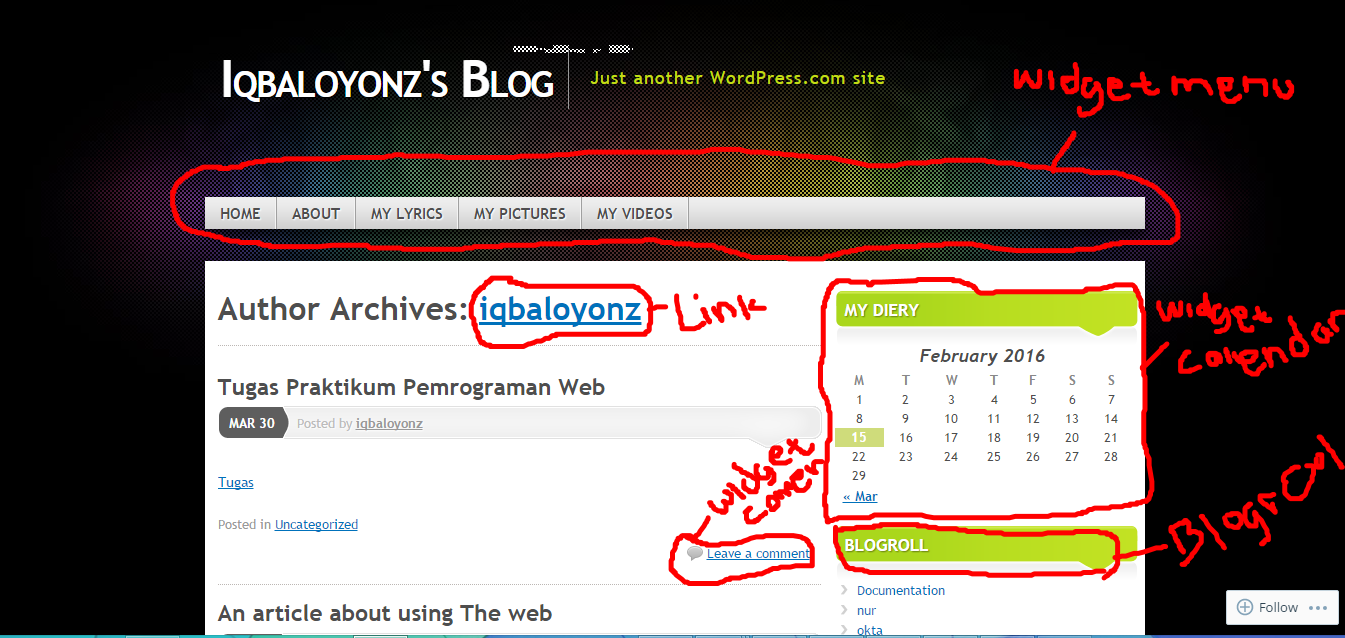 Iqbaloyonz's Blog
Just another WordPress.com site
widget menu
HOME ABOUT MY LYRICS MY PICTURES MY VIDEOS
Author Archives: iqbaloyonz
Link
Tugas Praktikum Pemrograman Web
MAR 30 Posted by iqbaloyonz
Tugas
Posted in Uncategorized
widget
Leave a comment
An article about using The web
MY DIERY
February 2016
M T W T F S S
1 2 3 4 5 6 7
8 9 10 11 12 13 14
15 16 17 18 19 20 21
22 23 24 25 26 27 28
29
« Mar
widget
calendar
BLOGROLL
Blogroll
Documentation
nur
okta
Follow